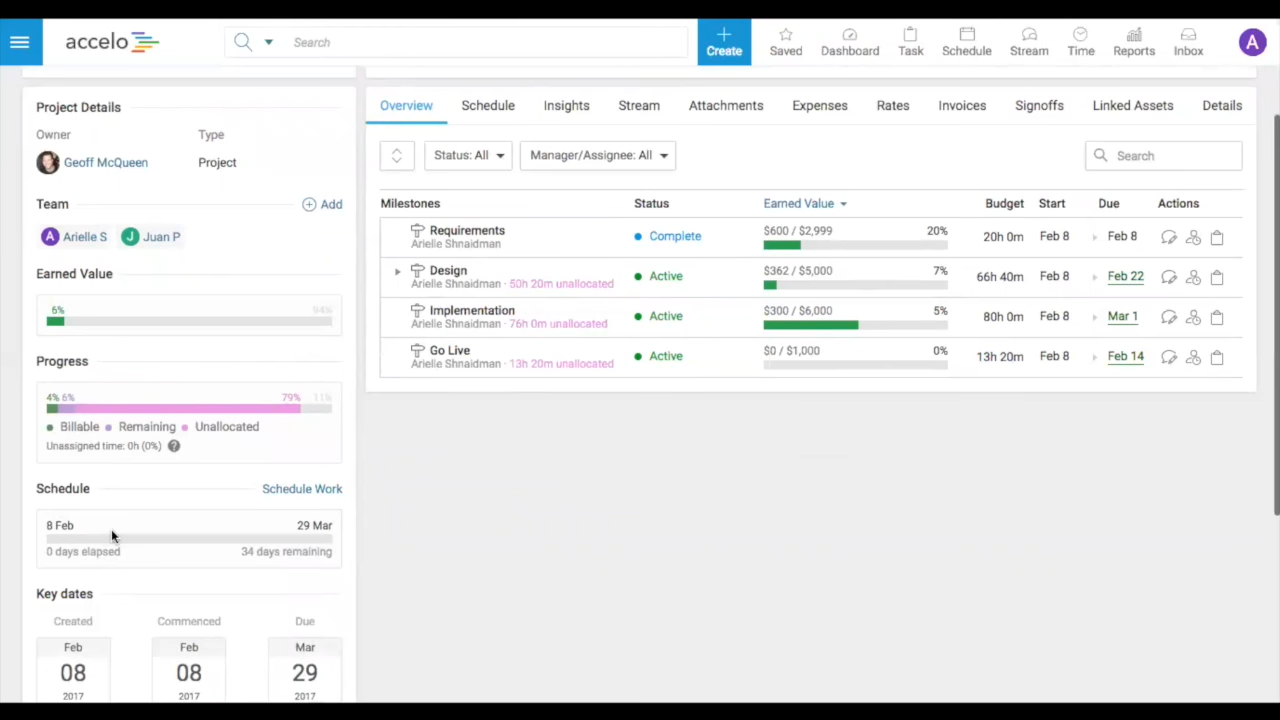 accelo
Search
Create
Saved
Dashboard
Task
Schedule
Stream
Time
Reports
Inbox
A
Project Details
Owner
Type
Geoff McQueen
Project
Team
Add
A Arielle S
J Juan P
Earned Value
6%
94%
Progress
4% 6%
79%
11%
Billable
Remaining
Unallocated
Unassigned time: 0h (0%) ?
Schedule
Schedule Work
8 Feb
29 Mar
0 days elapsed
34 days remaining
Key dates
Created
Commenced
Due
Feb
08
2017
Feb
08
2017
Mar
29
2017
Overview
Schedule
Insights
Stream
Attachments
Expenses
Rates
Invoices
Signoffs
Linked Assets
Details
Status: All
Manager/Assignee: All
Search
Milestones
Status
Earned Value
Budget
Start
Due
Actions
Requirements
Arielle Shnaidman
Complete
$600 / $2,999
20%
20h 0m
Feb 8
Feb 8
Design
Arielle Shnaidman · 50h 20m unallocated
Active
$362 / $5,000
7%
66h 40m
Feb 8
Feb 22
Implementation
Arielle Shnaidman · 76h 0m unallocated
Active
$300 / $6,000
5%
80h 0m
Feb 8
Mar 1
Go Live
Arielle Shnaidman · 13h 20m unallocated
Active
$0 / $1,000
0%
13h 20m
Feb 8
Feb 14